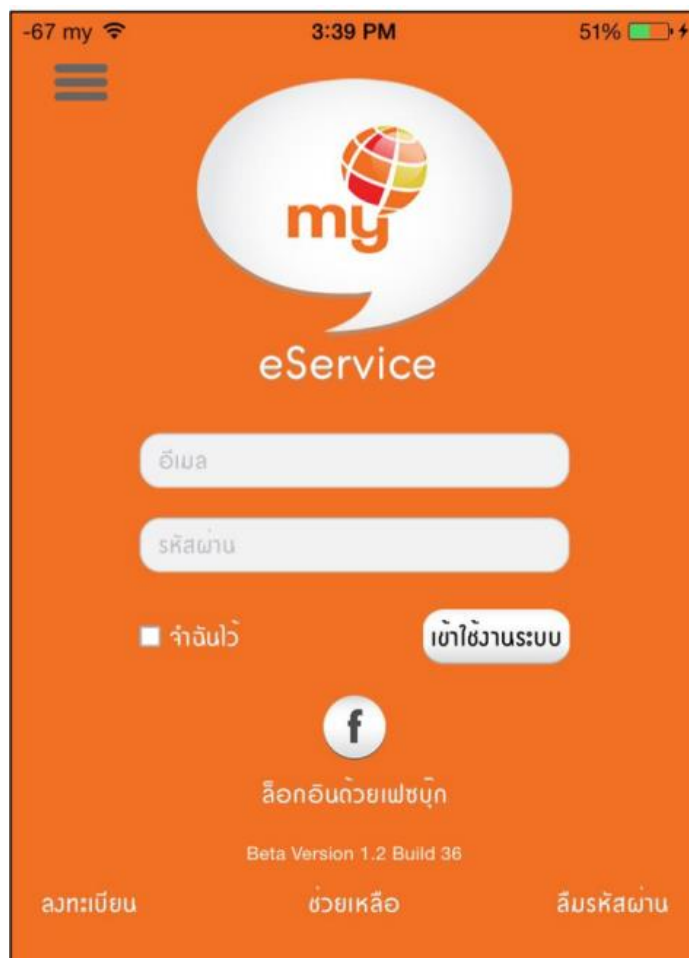 -67 my 3:39 PM 51%
my
eService
อีเมล
รหัสผ่าน
จำฉันไว้ เข้าใช้งานระบบ
f
ล็อกอินด้วยเฟซบุ๊ก
Beta Version 1.2 Build 36
ลงทะเบียน ช่วยเหลือ ลืมรหัสผ่าน